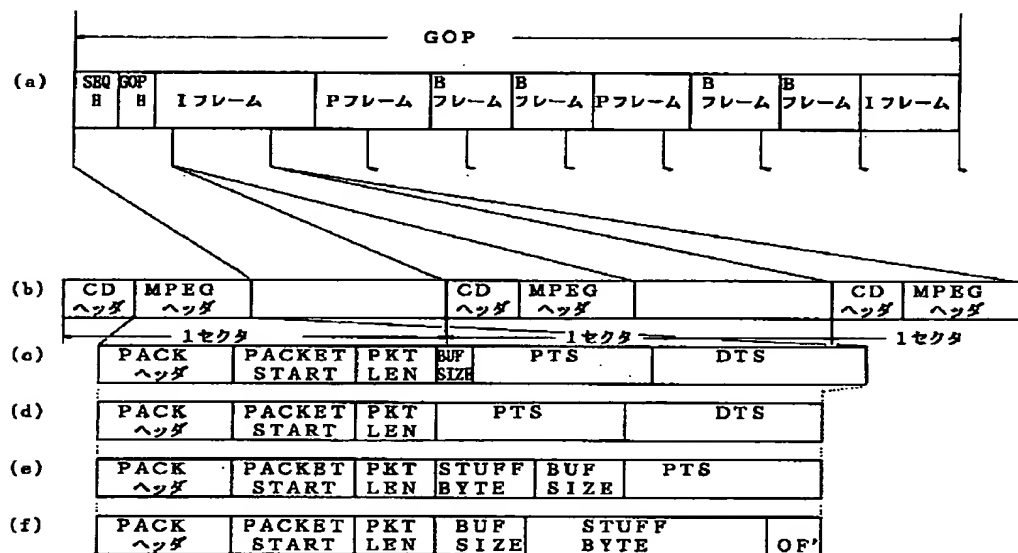 GOP
(a)
SEQ H GOP H Iフレーム Pフレーム B フレーム B フレーム Pフレーム B フレーム B フレーム Iフレーム
(b)
CD ヘッダ MPEG ヘッダ CD ヘッダ MPEG ヘッダ CD ヘッダ MPEG ヘッダ
1セクタ 1セクタ 1セクタ
(c)
PACK ヘッダ PACKET START PKT LEN BUF SIZE PTS DTS
(d)
PACK ヘッダ PACKET START PKT LEN PTS DTS
(e)
PACK ヘッダ PACKET START PKT LEN STUFF BYTE BUF SIZE PTS
(f)
PACK ヘッダ PACKET START PKT LEN BUF SIZE STUFF BYTE OF'